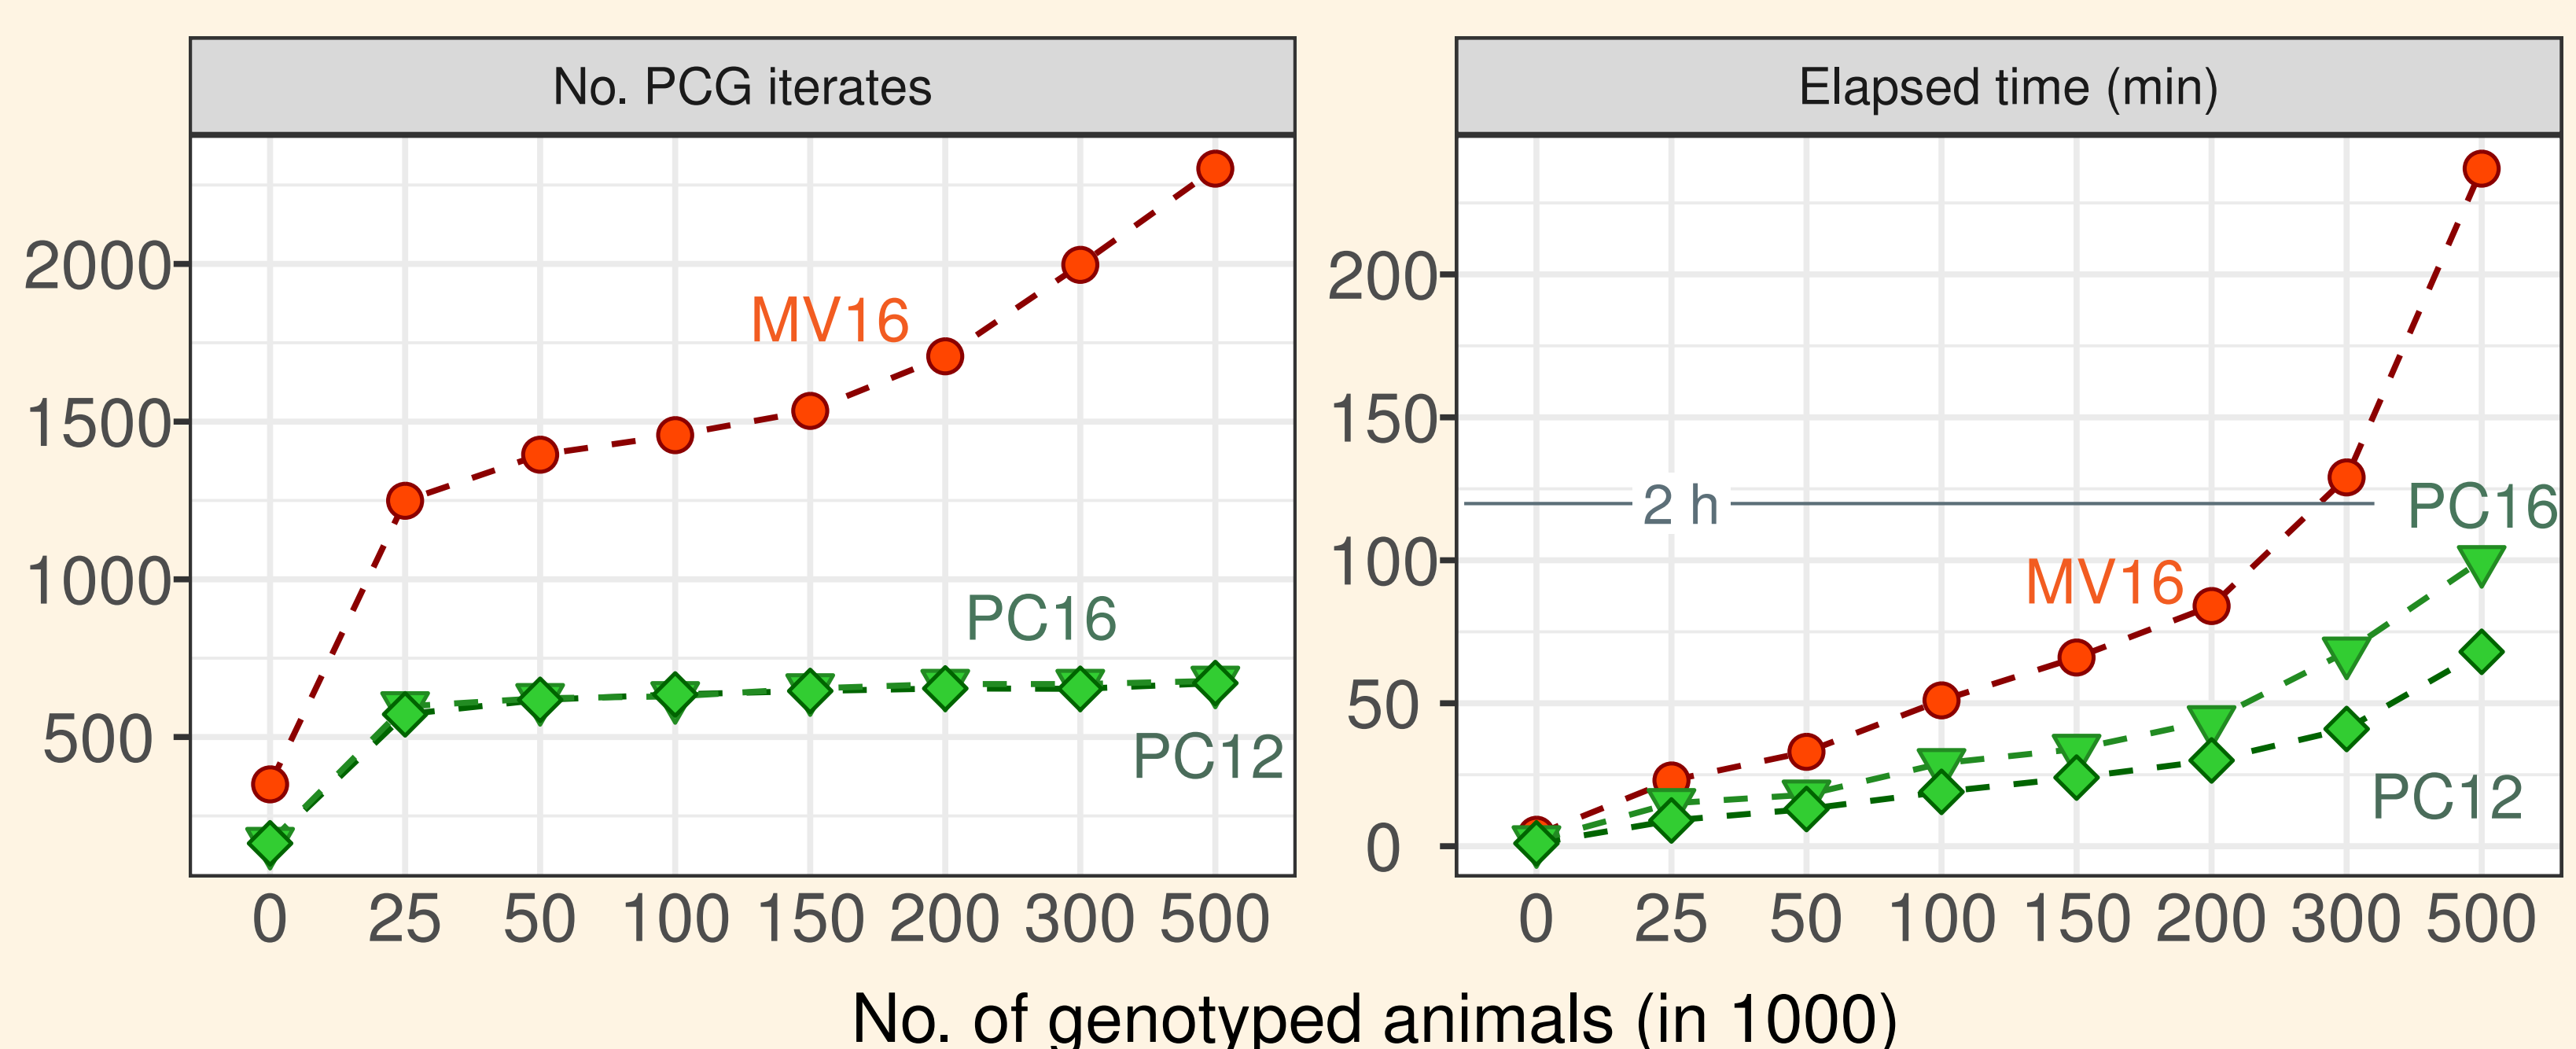 No. PCG iterates
2000
1500
1000
500
MV16
PC16
PC12
0 25 50 100 150 200 300 500
Elapsed time (min)
200
150
100
50
0
2 h
PC16
MV16
PC12
0 25 50 100 150 200 300 500
No. of genotyped animals (in 1000)